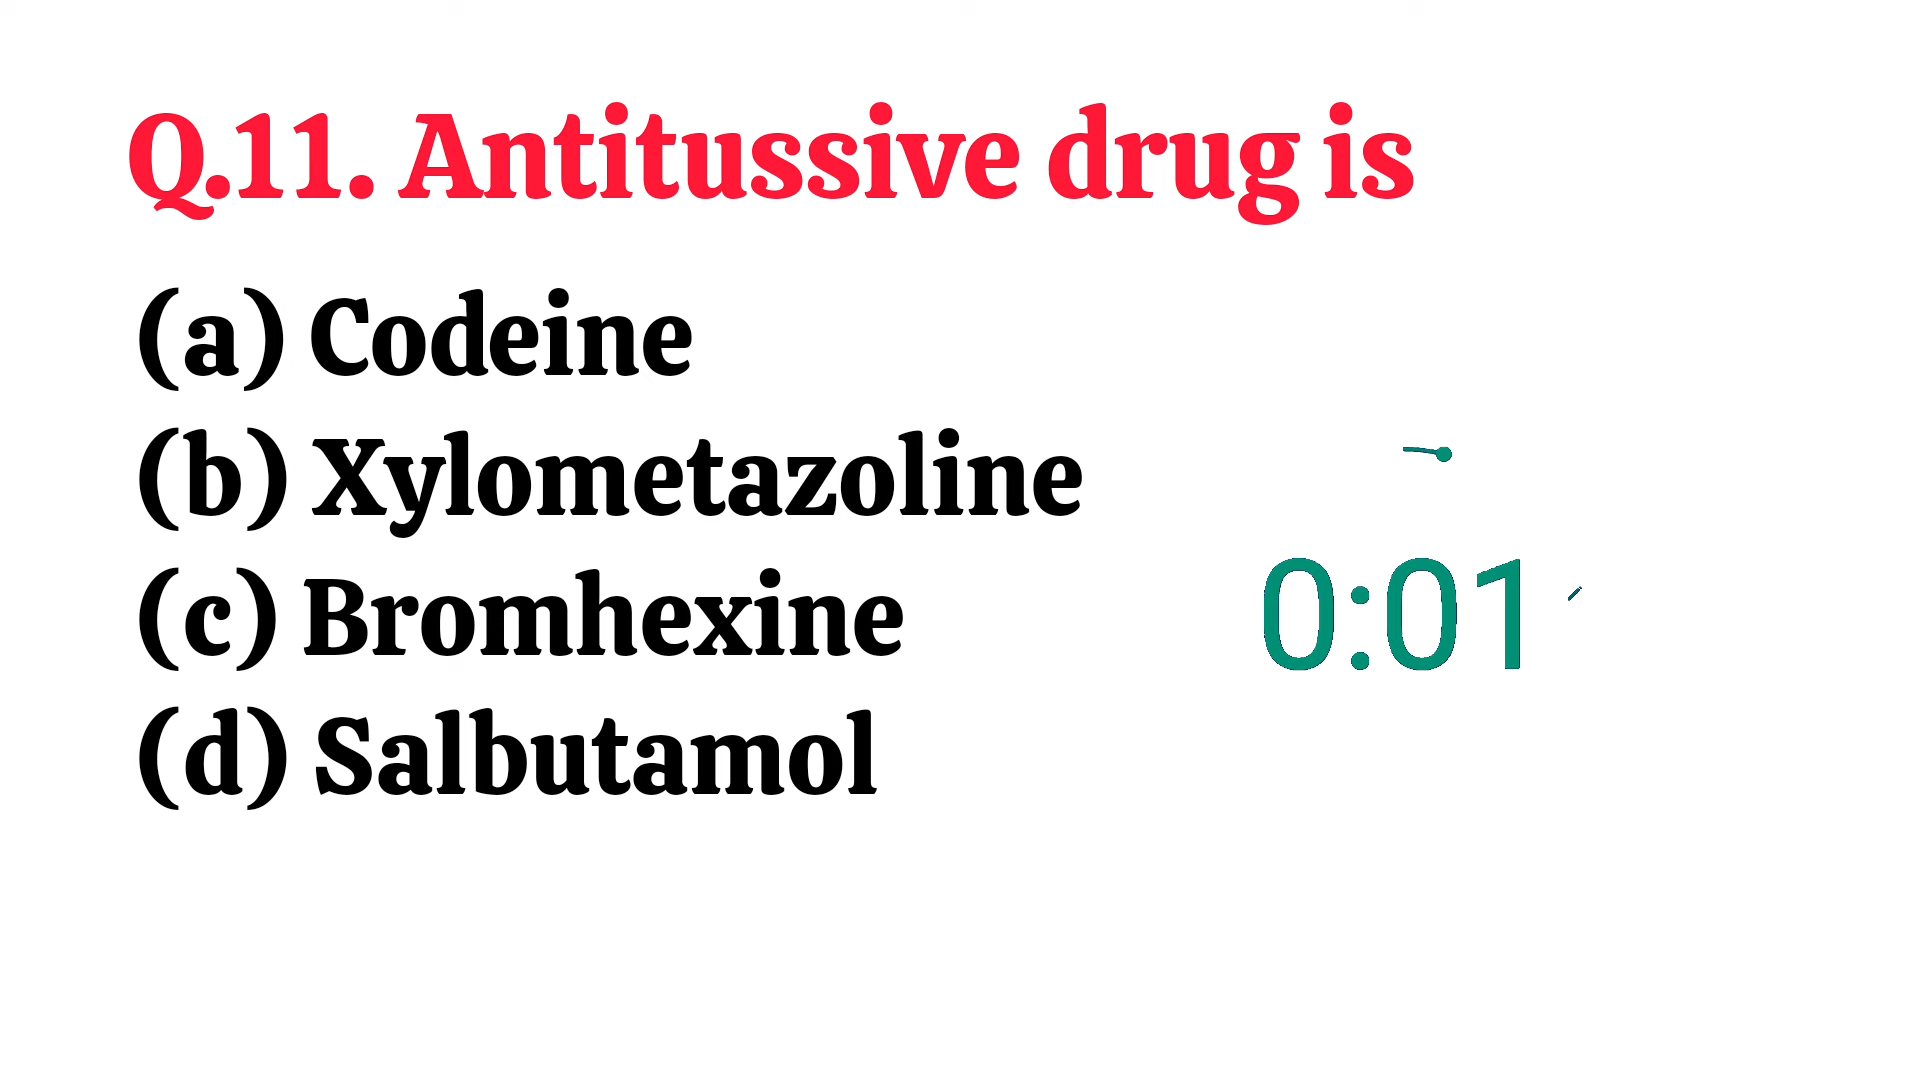 Q.11. Antitussive drug is
(a) Codeine
(b) Xylometazoline
(c) Bromhexine
0:01
(d) Salbutamol